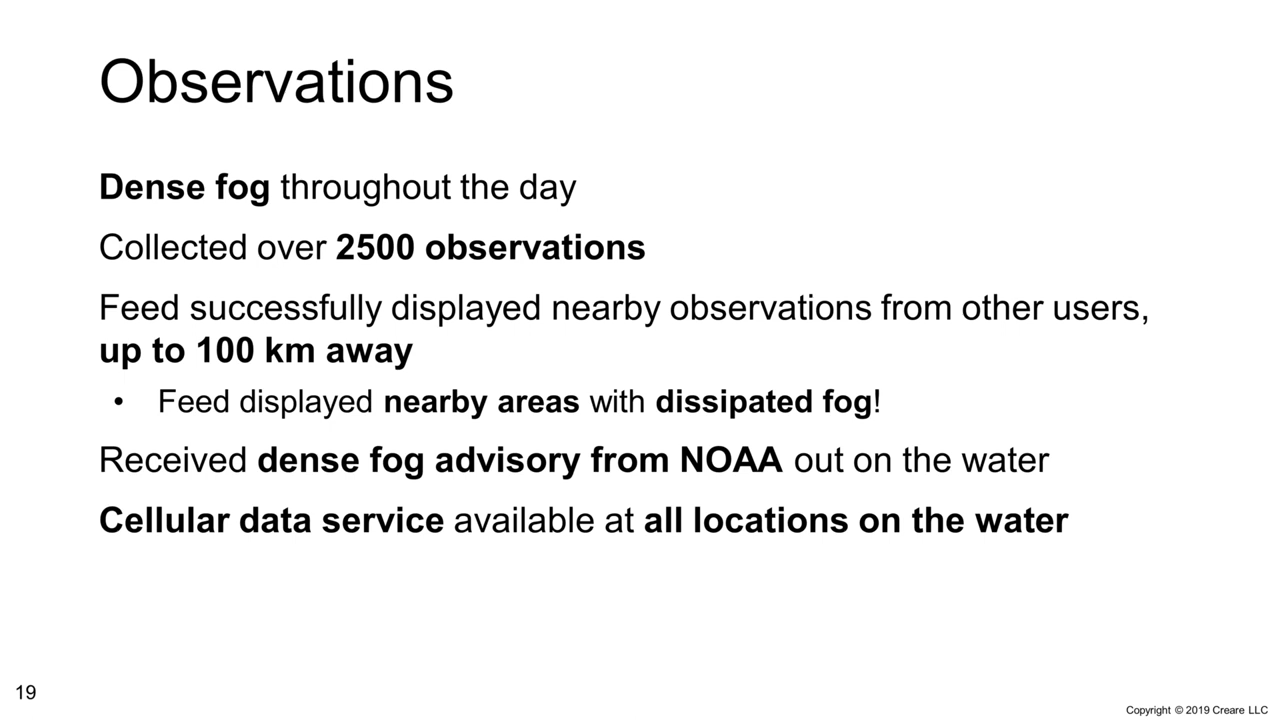 Observations
Dense fog throughout the day
Collected over 2500 observations
Feed successfully displayed nearby observations from other users,
up to 100 km away
• Feed displayed nearby areas with dissipated fog!
Received dense fog advisory from NOAA out on the water
Cellular data service available at all locations on the water
19
Copyright © 2019 Creare LLC